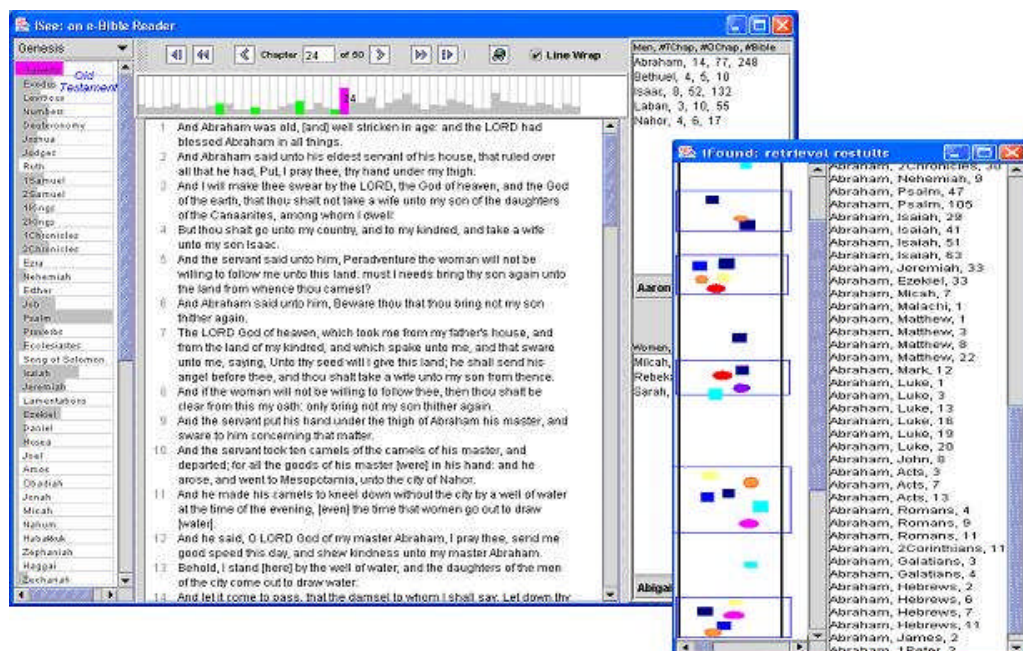 iSee: an e-Bible Reader
Genesis
Chapter 24 of 50
Line Wrap
Old
Testament
Exodus
Leviticus
Numbers
Deuteronomy
Joshua
Judges
Ruth
1Samuel
2Samuel
1Kings
2Kings
1Chronicles
2Chronicles
Ezra
Nehemiah
Esther
Job
Psalm
Proverbs
Ecclesiastes
Song of Solomon
Isaiah
Jeremiah
Lamentations
Ezekiel
Daniel
Hosea
Joel
Amos
Obadiah
Jonah
Micah
Nahum
Habakkuk
Zephaniah
Haggai
Zechariah
24
1 And Abraham was old, [and] well stricken in age: and the LORD had
blessed Abraham in all things.
2 And Abraham said unto his eldest servant of his house, that ruled over
all that he had, Put, I pray thee, thy hand under my thigh:
3 And I will make thee swear by the LORD, the God of heaven, and the God
of the earth, that thou shalt not take a wife unto my son of the daughters
of the Canaanites, among whom I dwell:
4 But thou shalt go unto my country, and to my kindred, and take a wife
unto my son Isaac.
5 And the servant said unto him, Peradventure the woman will not be
willing to follow me unto this land: must I needs bring thy son again unto
the land from whence thou camest?
6 And Abraham said unto him, Beware thou that thou bring not my son
thither again.
7 The LORD God of heaven, which took me from my father's house, and
from the land of my kindred, and which spake unto me, and that sware
unto me, saying, Unto thy seed will I give this land; he shall send his
angel before thee, and thou shalt take a wife unto my son from thence.
8 And if the woman will not be willing to follow thee, then thou shalt be
clear from this my oath: only bring not my son thither again.
9 And the servant put his hand under the thigh of Abraham his master, and
sware to him concerning that matter.
10 And the servant took ten camels of the camels of his master, and
departed; for all the goods of his master [were] in his hand: and he
arose, and went to Mesopotamia, unto the city of Nahor.
11 And he made his camels to kneel down without the city by a well of water
at the time of the evening, [even] the time that women go out to draw
[water].
12 And he said, O LORD God of my master Abraham, I pray thee, send me
good speed this day, and shew kindness unto my master Abraham.
13 Behold, I stand [here] by the well of water; and the daughters of the men
of the city come out to draw water:
14 And let it come to pass, that the damsel to whom I shall say, Let down thy
Men, #TChap, #OChap, #Bible
Abraham, 14, 77, 248
Bethuel, 4, 5, 10
Isaac, 8, 52, 132
Laban, 3, 10, 55
Nahor, 4, 6, 17
Aaron
Women,
Milcah,
Sarah,
Abigai
iFound: retrieval restults
Abraham, 2Chronicles, 30
Abraham, Nehemiah, 9
Abraham, Psalm, 47
Abraham, Psalm, 105
Abraham, Isaiah, 29
Abraham, Isaiah, 41
Abraham, Isaiah, 51
Abraham, Isaiah, 63
Abraham, Jeremiah, 33
Abraham, Ezekiel, 33
Abraham, Micah, 7
Abraham, Malachi, 1
Abraham, Matthew, 1
Abraham, Matthew, 3
Abraham, Matthew, 8
Abraham, Matthew, 22
Abraham, Mark, 12
Abraham, Luke, 1
Abraham, Luke, 3
Abraham, Luke, 13
Abraham, Luke, 16
Abraham, Luke, 19
Abraham, Luke, 20
Abraham, John, 8
Abraham, Acts, 3
Abraham, Acts, 7
Abraham, Acts, 13
Abraham, Romans, 4
Abraham, Romans, 9
Abraham, Romans, 11
Abraham, 2Corinthians, 11
Abraham, Galatians, 3
Abraham, Galatians, 4
Abraham, Hebrews, 2
Abraham, Hebrews, 6
Abraham, Hebrews, 7
Abraham, Hebrews, 11
Abraham, James, 2
Abraham, 1Peter, 3